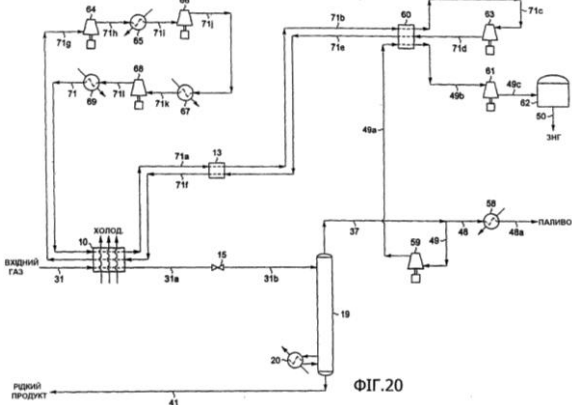 64
66
71g
71h
65
71i
71j
71b
60
71c
71e
71d
63
68
61
49c
71
69
71l
71k
67
49b
62
50
ЗНГ
49a
71a
13
71f
ХОЛОД.
10
58
ПАЛИВО
37
48
48a
49
59
ВХІДНИЙ
ГАЗ
31
31a
15
31b
19
20
РІДКИЙ
ПРОДУКТ
41
ФІГ.20